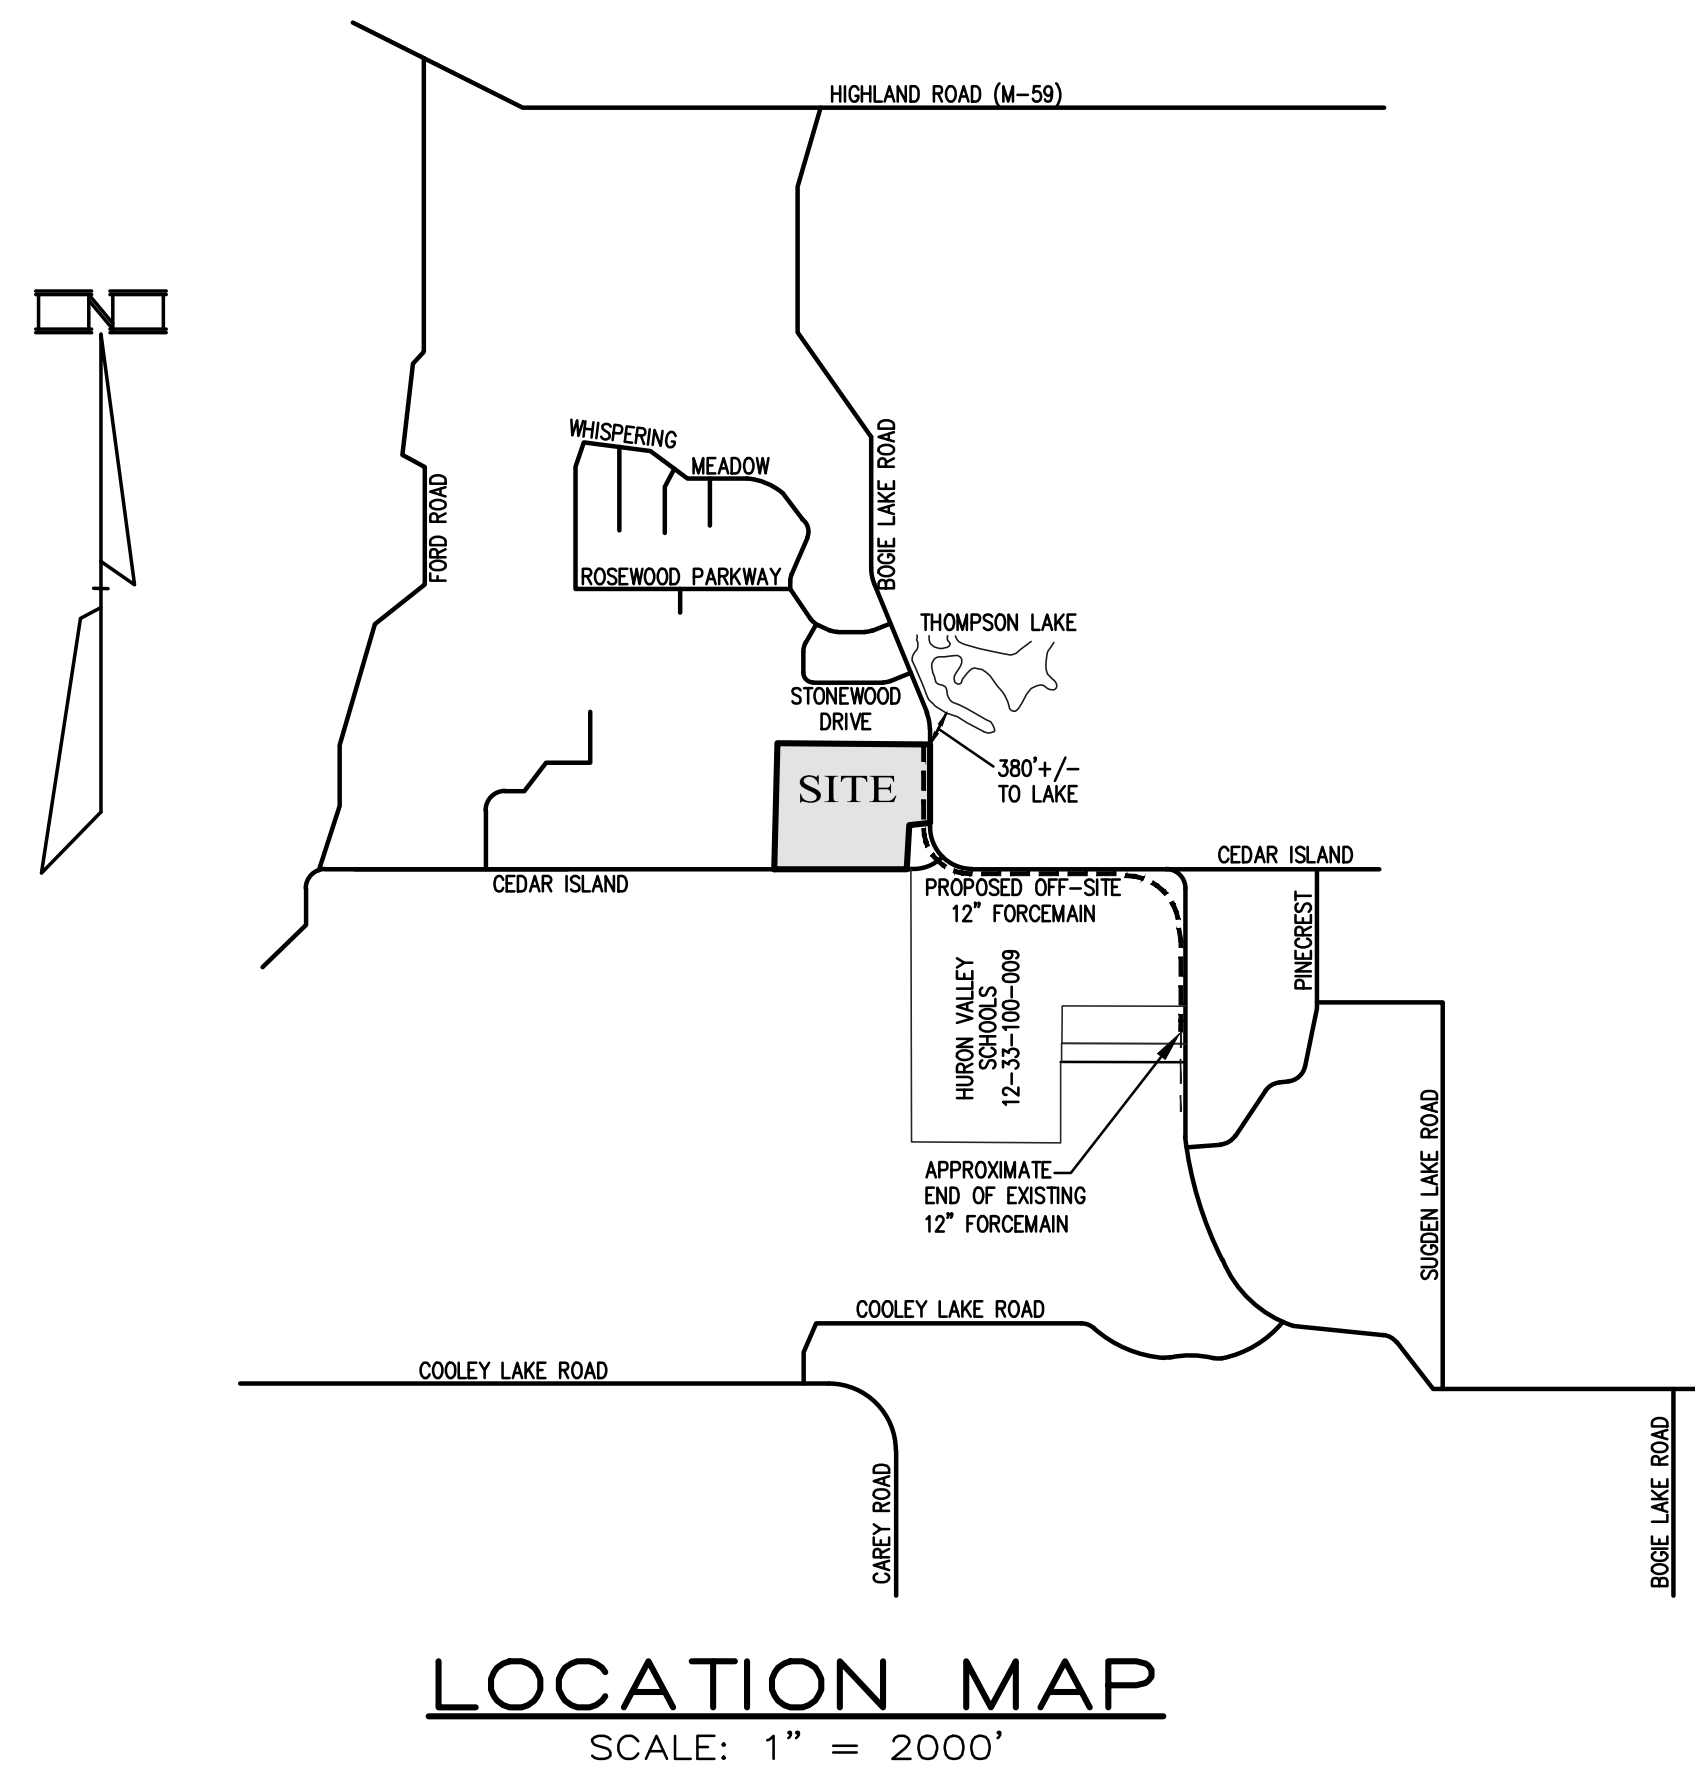 HIGHLAND ROAD (M-59)
N
WHISPERING
MEADOW
BOGIE LAKE ROAD
FORD ROAD
ROSEWOOD PARKWAY
THOMPSON LAKE
STONEWOOD
DRIVE
SITE
380'+/-
TO LAKE
CEDAR ISLAND
CEDAR ISLAND
PROPOSED OFF-SITE
12" FORCEMAIN
PINECREST
HURON VALLEY
SCHOOLS
12-33-100-009
SUGDEN LAKE ROAD
APPROXIMATE
END OF EXISTING
12" FORCEMAIN
COOLEY LAKE ROAD
COOLEY LAKE ROAD
CAREY ROAD
BOGIE LAKE ROAD
LOCATION MAP
SCALE: 1" = 2000'